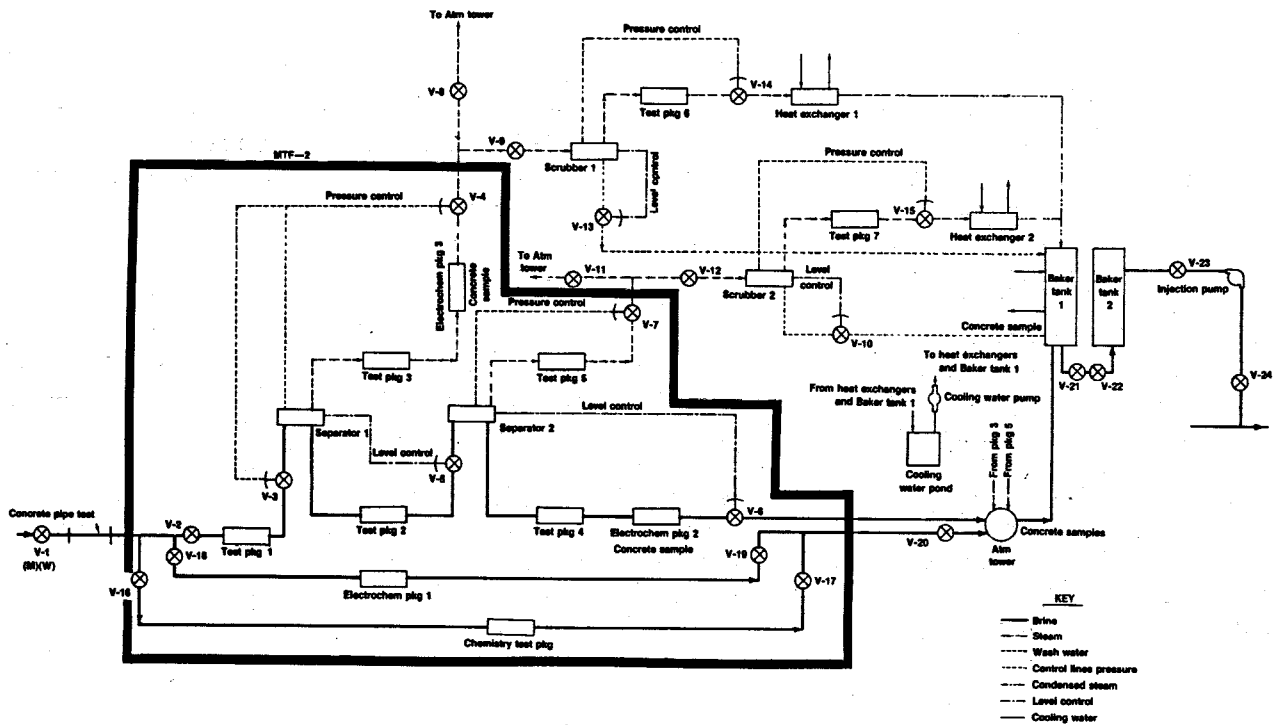 To Atm tower
Pressure control
V-8
V-14
Test pkg 6
Heat exchanger 1
V-9
MTF-2
Scrubber 1
Level control
Pressure control
Pressure control
V-4
V-13
V-15
Test pkg 7
Heat exchanger 2
Electrochem pkg 3
Concrete
sample
To Atm
tower
V-11
V-12
Scrubber 2
Level
control
Baker
tank
1
Baker
tank
2
V-23
Injection pump
Pressure control
V-7
V-10
Concrete sample
Test pkg 3
Test pkg 5
To heat exchangers
and Baker tank 1
V-21
V-22
V-24
From heat exchangers
and Baker tank 1
Cooling water pump
Separator 1
Level control
Separator 2
Level control
V-5
V-3
Cooling
water pond
From pkg 3
From pkg 5
Concrete pipe test
V-1
(M)(W)
V-2
Test pkg 1
Test pkg 2
Test pkg 4
Electrochem pkg 2
Concrete sample
V-6
V-18
V-19
V-20
Concrete samples
Atm
tower
V-16
Electrochem pkg 1
V-17
Chemistry test pkg
KEY
Brine
Steam
Wash water
Control lines pressure
Condensed steam
Level control
Cooling water